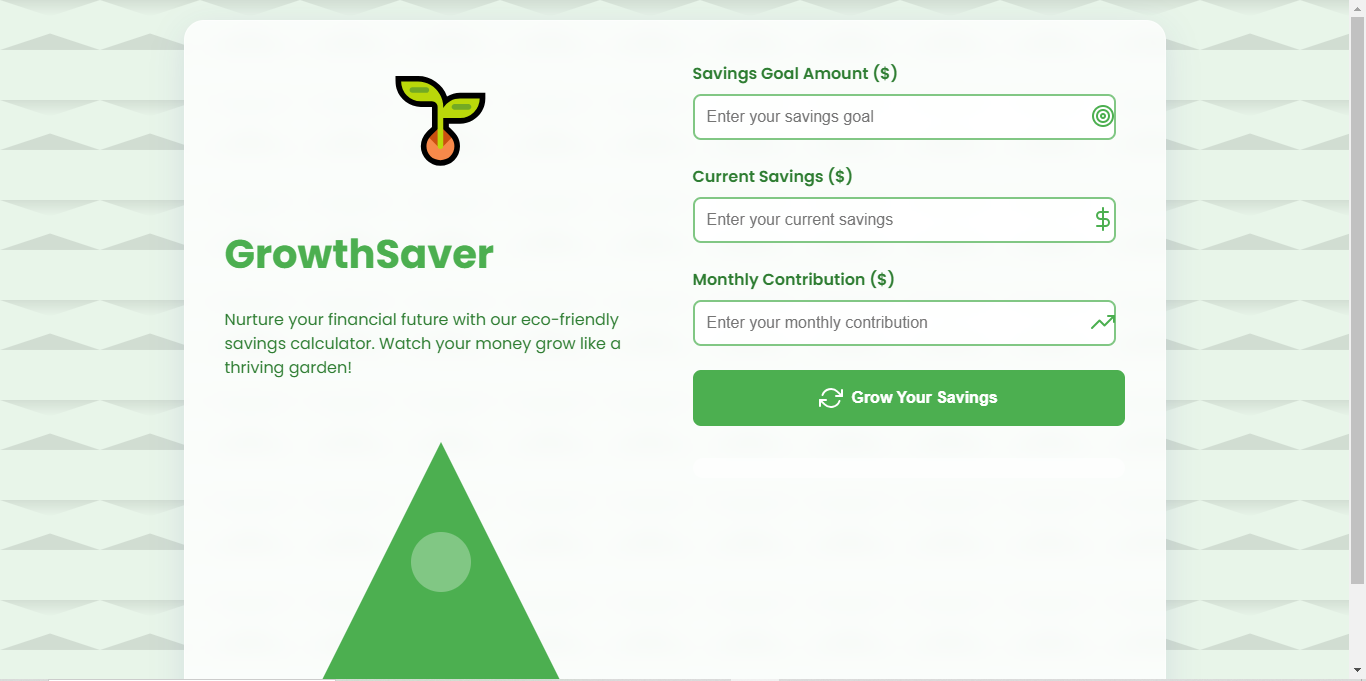 GrowthSaver
Nurture your financial future with our eco-friendly
savings calculator. Watch your money grow like a
thriving garden!
Savings Goal Amount ($)
Enter your savings goal
Current Savings ($)
Enter your current savings
Monthly Contribution ($)
Enter your monthly contribution
Grow Your Savings